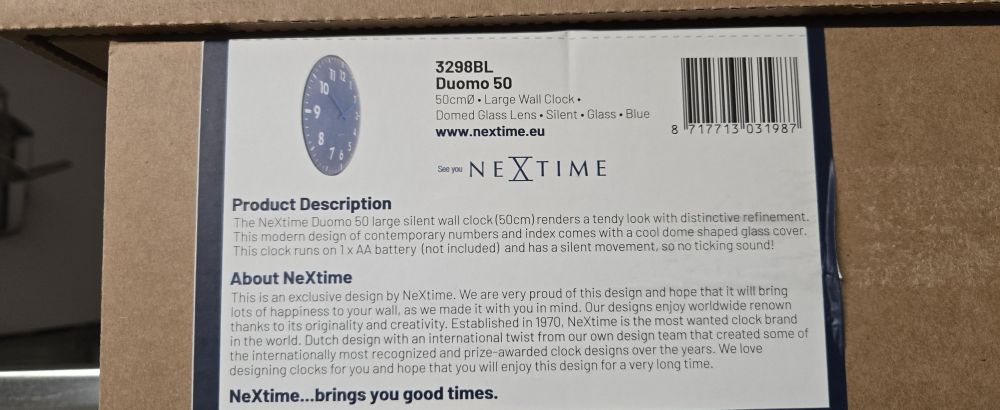 3298BL
Duomo 50
50cmØ • Large Wall Clock •
Domed Glass Lens • Silent • Glass • Blue
www.nextime.eu
8 717713 031987
See you NEXTIME
11 12
10
9
8
7 6
5
Product Description
The NeXtime Duomo 50 large silent wall clock (50cm) renders a tendy look with distinctive refinement.
This modern design of contemporary numbers and index comes with a cool dome shaped glass cover.
This clock runs on 1 x AA battery (not included) and has a silent movement, so no ticking sound!
About NeXtime
This is an exclusive design by NeXtime. We are very proud of this design and hope that it will bring
lots of happiness to your wall, as we made it with you in mind. Our designs enjoy worldwide renown
thanks to its originality and creativity. Established in 1970, NeXtime is the most wanted clock brand
in the world. Dutch design with an international twist from our own design team that created some of
the internationally most recognized and prize-awarded clock designs over the years. We love
designing clocks for you and hope that you will enjoy this design for a very long time.
NeXtime...brings you good times.